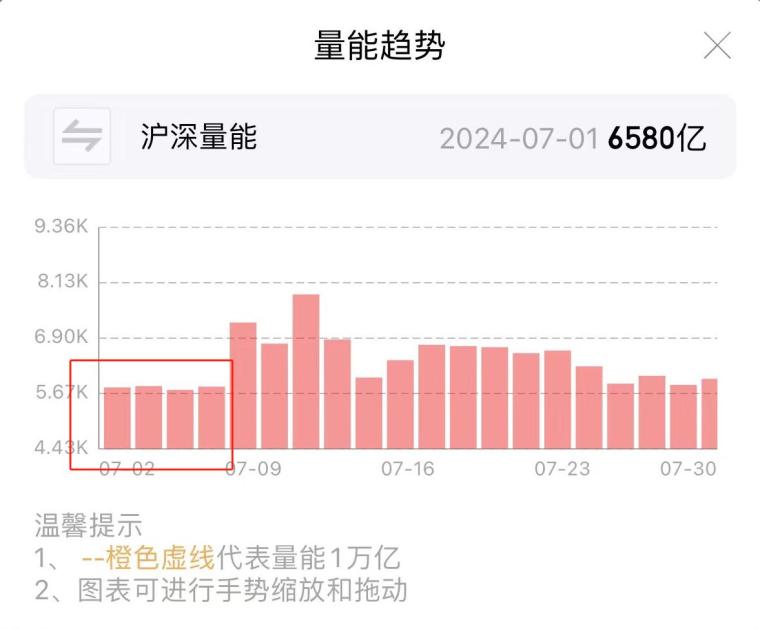 量能趋势
沪深量能 2024-07-01 6580亿
9.36K
8.13K
6.90K
5.67K
4.43K
07-02 07-09 07-16 07-23 07-30
温馨提示
1、 --橙色虚线代表量能1万亿
2、图表可进行手势缩放和拖动